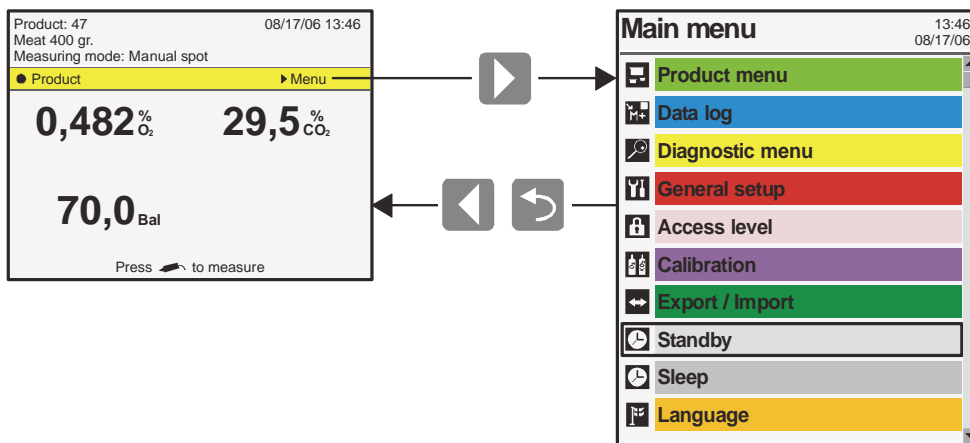 Product: 47 08/17/06 13:46
Meat 400 gr.
Measuring mode: Manual spot
Product Menu
0,482 % O₂ 29,5 % CO₂
70,0 Bal
Press to measure
Main menu 13:46
08/17/06
Product menu
M+ Data log
Diagnostic menu
General setup
Access level
Calibration
Export / Import
Standby
Sleep
Language